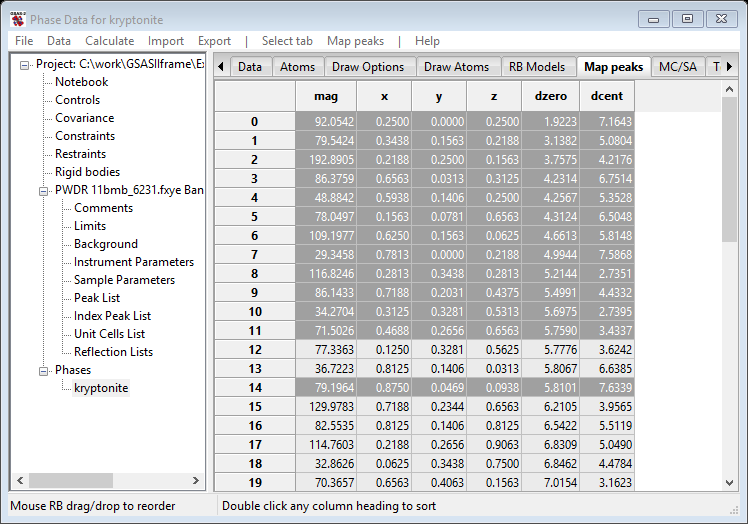 Phase Data for kryptonite
File Data Calculate Import Export | Select tab Map peaks | Help
Project: C:\work\GSASIIframe\Ex
Notebook
Controls
Covariance
Constraints
Restraints
Rigid bodies
PWDR 11bmb_6231.fxye Ban
Comments
Limits
Background
Instrument Parameters
Sample Parameters
Peak List
Index Peak List
Unit Cells List
Reflection Lists
Phases
kryptonite
Data Atoms Draw Options Draw Atoms RB Models Map peaks MC/SA T
mag x y z dzero dcent
0 92.0542 0.2500 0.0000 0.2500 1.9223 7.1643
1 79.5424 0.3438 0.1563 0.2188 3.1382 5.0804
2 192.8905 0.2188 0.2500 0.1563 3.7575 4.2176
3 86.3759 0.6563 0.0313 0.3125 4.2314 6.7514
4 48.8842 0.5938 0.1406 0.2500 4.2567 5.3528
5 78.0497 0.1563 0.0781 0.6563 4.3124 6.5048
6 109.1977 0.6250 0.1563 0.0625 4.6613 5.8148
7 29.3458 0.7813 0.0000 0.2188 4.9944 7.5868
8 116.8246 0.2813 0.3438 0.2813 5.2144 2.7351
9 86.1433 0.7188 0.2031 0.4375 5.4991 4.4332
10 34.2704 0.3125 0.3281 0.5313 5.6975 2.7395
11 71.5026 0.4688 0.2656 0.6563 5.7590 3.4337
12 77.3363 0.1250 0.3281 0.5625 5.7776 3.6242
13 36.7223 0.8125 0.1406 0.0313 5.8067 6.6385
14 79.1964 0.8750 0.0469 0.0938 5.8101 7.6339
15 129.9783 0.7188 0.2344 0.6563 6.2105 3.9565
16 82.5535 0.8125 0.1406 0.8125 6.5422 5.5119
17 114.7603 0.2188 0.2656 0.9063 6.8309 5.0490
18 32.8626 0.0625 0.3438 0.7500 6.8462 4.4784
19 70.3657 0.6563 0.4063 0.1563 7.0154 3.1623
Mouse RB drag/drop to reorder
Double click any column heading to sort